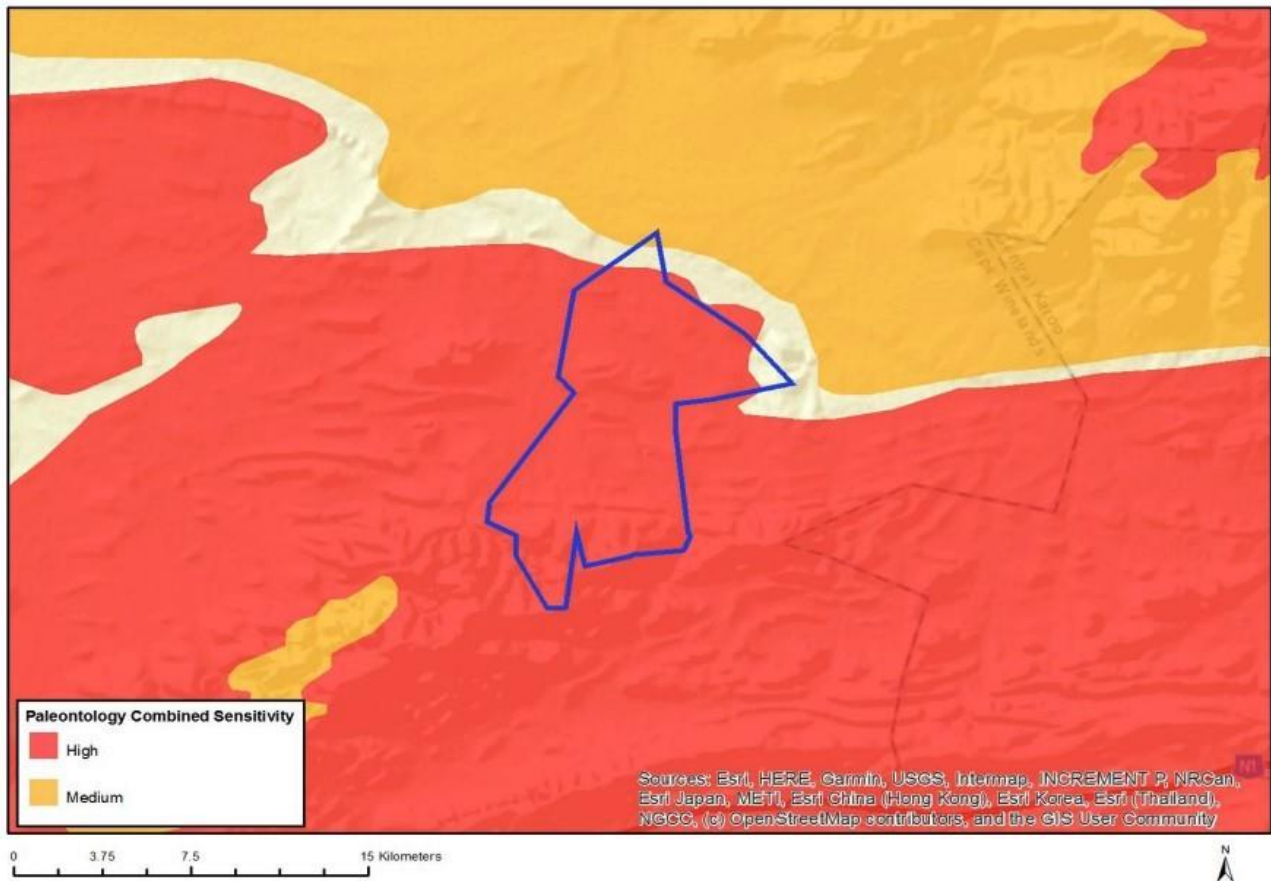 Central Karoo
Cape Winelands
Paleontology Combined Sensitivity
High
Medium
N1
Sources: Esri, HERE, Garmin, USGS, Intermap, INCREMENT P, NRCan,
Esri Japan, METI, Esri China (Hong Kong), Esri Korea, Esri (Thailand),
NGCC, (c) OpenStreetMap contributors, and the GIS User Community
0 3.75 7.5 15 Kilometers
N